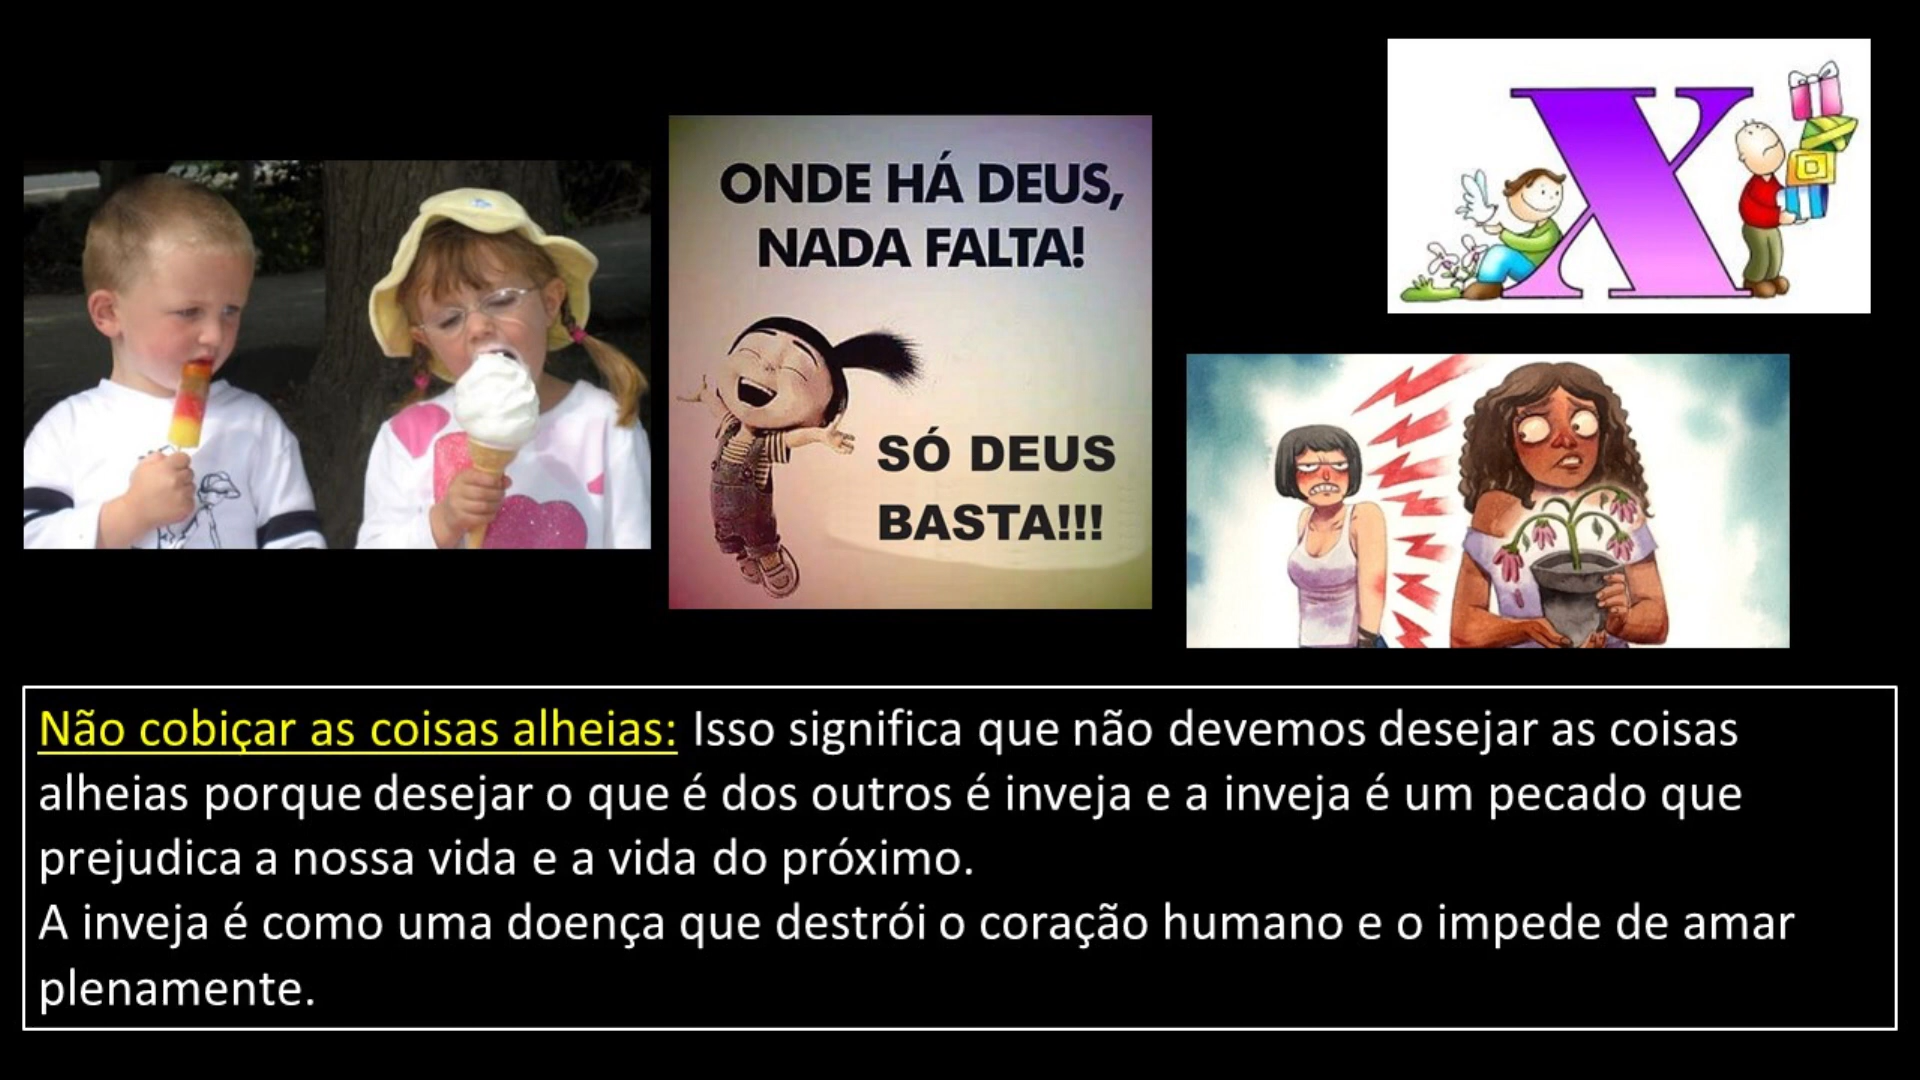 X
ONDE HÁ DEUS,
NADA FALTA!
SÓ DEUS
BASTA!!!
Não cobiçar as coisas alheias: Isso significa que não devemos desejar as coisas
alheias porque desejar o que é dos outros é inveja e a inveja é um pecado que
prejudica a nossa vida e a vida do próximo.
A inveja é como uma doença que destrói o coração humano e o impede de amar
plenamente.